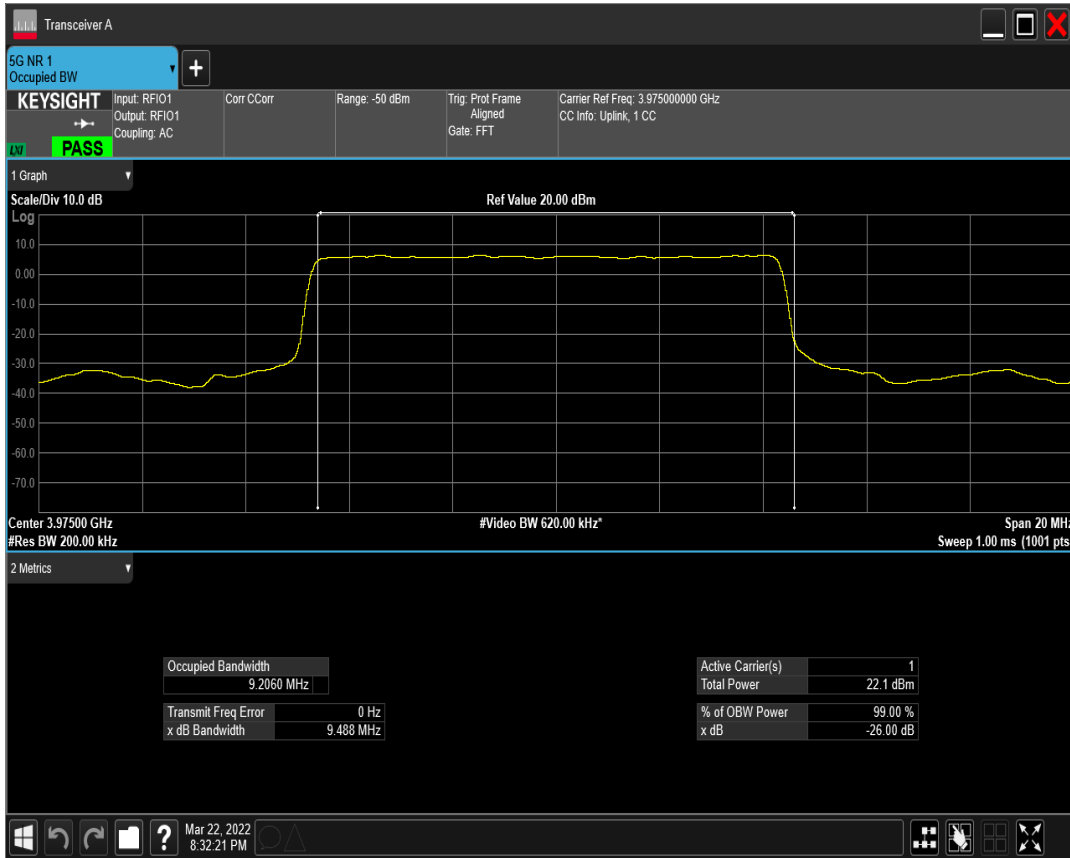 Transceiver A
5G NR 1
Occupied BW
KEYSIGHT
Input: RFIO1
Output: RFIO1
Coupling: AC
Corr CCorr
Range: -50 dBm
Trig: Prot Frame
Aligned
Gate: FFT
Carrier Ref Freq: 3.975000000 GHz
CC Info: Uplink, 1 CC
LXI
PASS
1 Graph
Scale/Div 10.0 dB
Ref Value 20.00 dBm
Log
10.0
0.00
-10.0
-20.0
-30.0
-40.0
-50.0
-60.0
-70.0
Center 3.97500 GHz
#Video BW 620.00 kHz*
Span 20 MHz
#Res BW 200.00 kHz
Sweep 1.00 ms (1001 pts
2 Metrics
Occupied Bandwidth
9.2060 MHz
Transmit Freq Error 0 Hz
x dB Bandwidth 9.488 MHz
Active Carrier(s) 1
Total Power 22.1 dBm
% of OBW Power 99.00 %
x dB -26.00 dB
?
Mar 22, 2022
8:32:21 PM